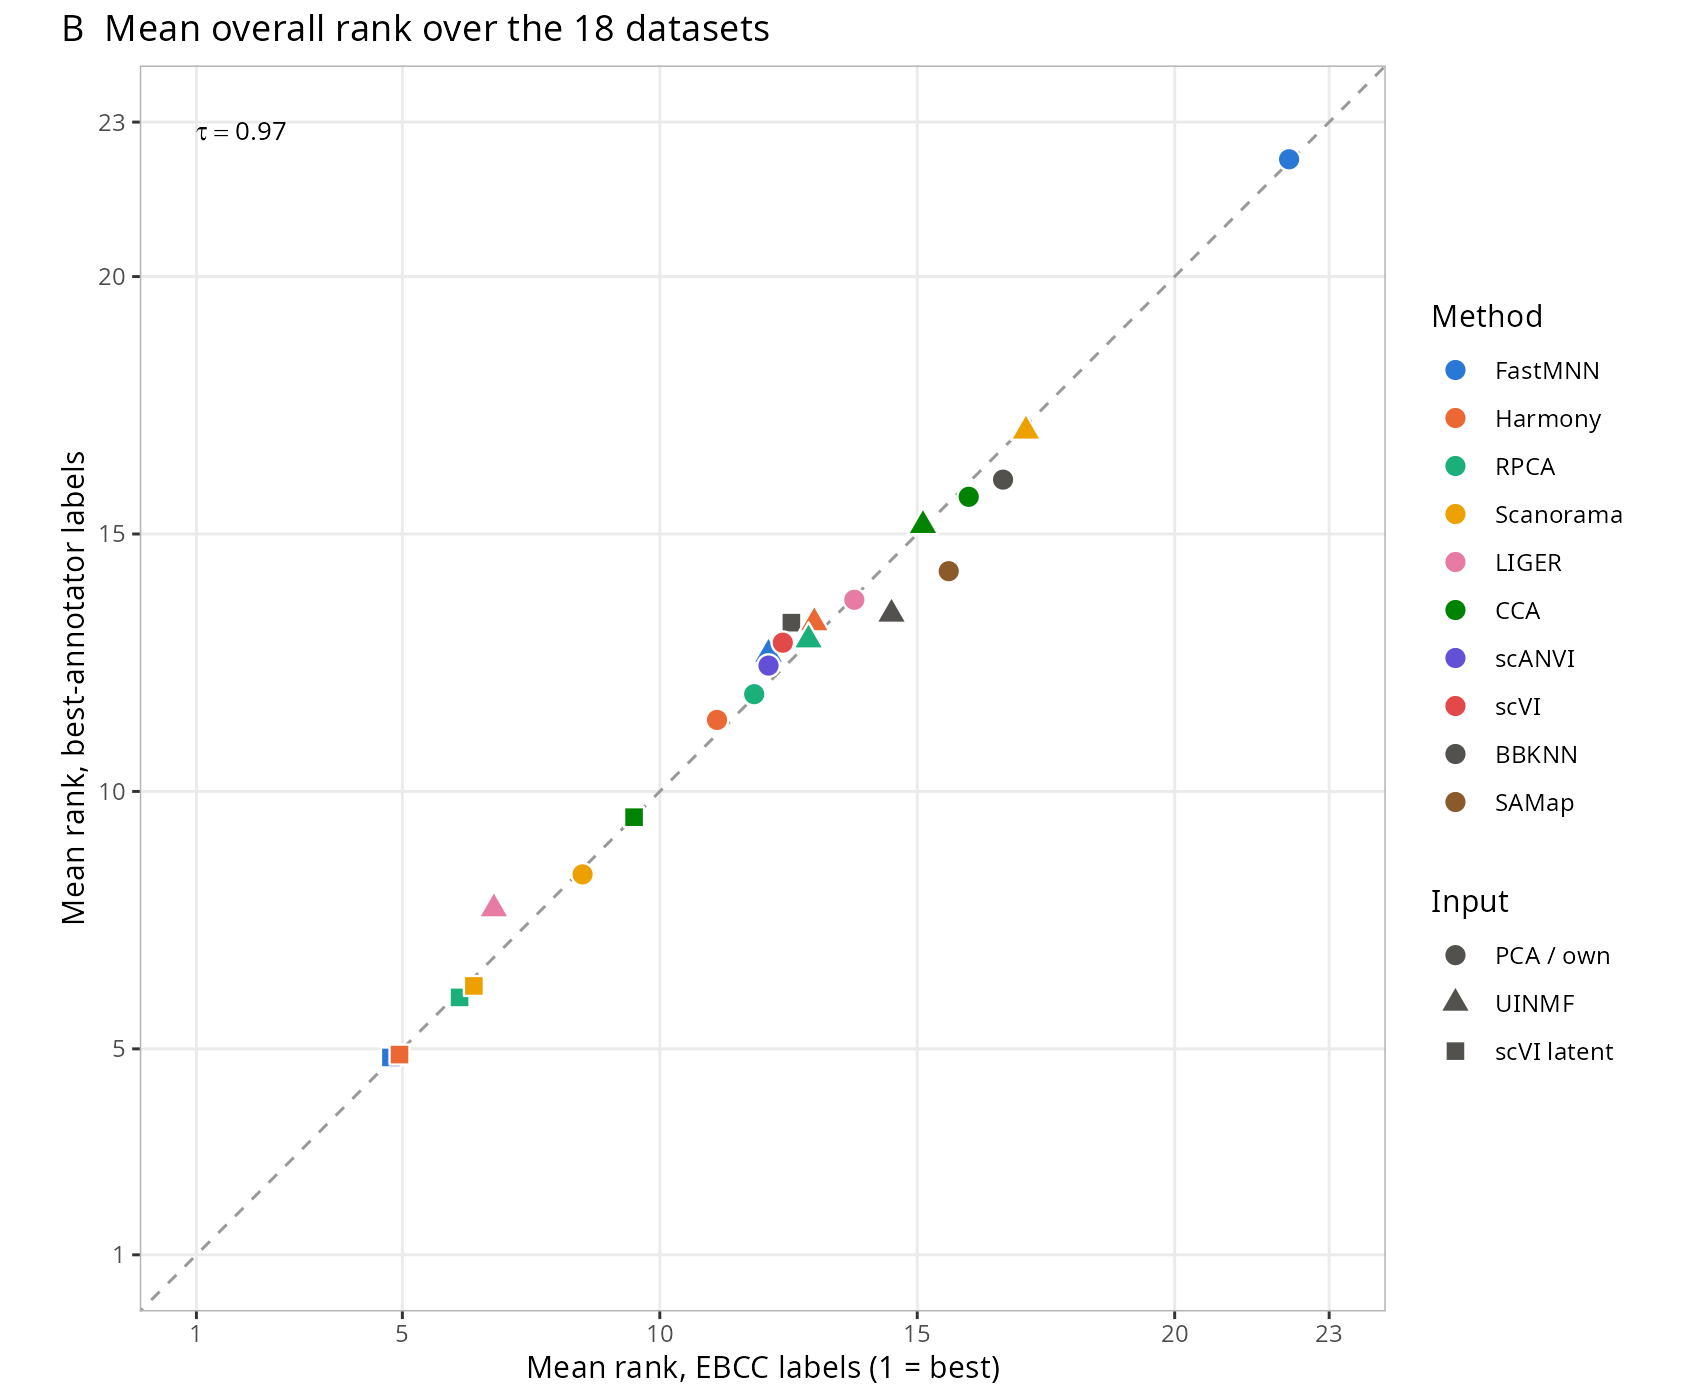 B Mean overall rank over the 18 datasets
τ = 0.97
23
20
15
10
5
1
1
5
10
15
20
23
Mean rank, best-annotator labels
Mean rank, EBCC labels (1 = best)
Method
FastMNN
Harmony
RPCA
Scanorama
LIGER
CCA
scANVI
scVI
BBKNN
SAMap
Input
PCA / own
UINMF
scVI latent